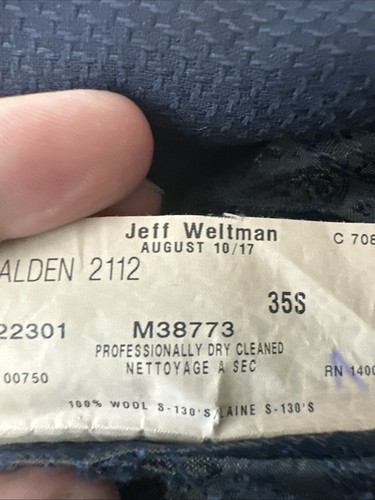 Jeff Weltman
AUGUST 10/17
C 708
ALDEN 2112
35S
22301 M38773
PROFESSIONALLY DRY CLEANED
00750 NETTOYAGE A SEC RN 1400
100% WOOL S-130'S/LAINE S-130'S